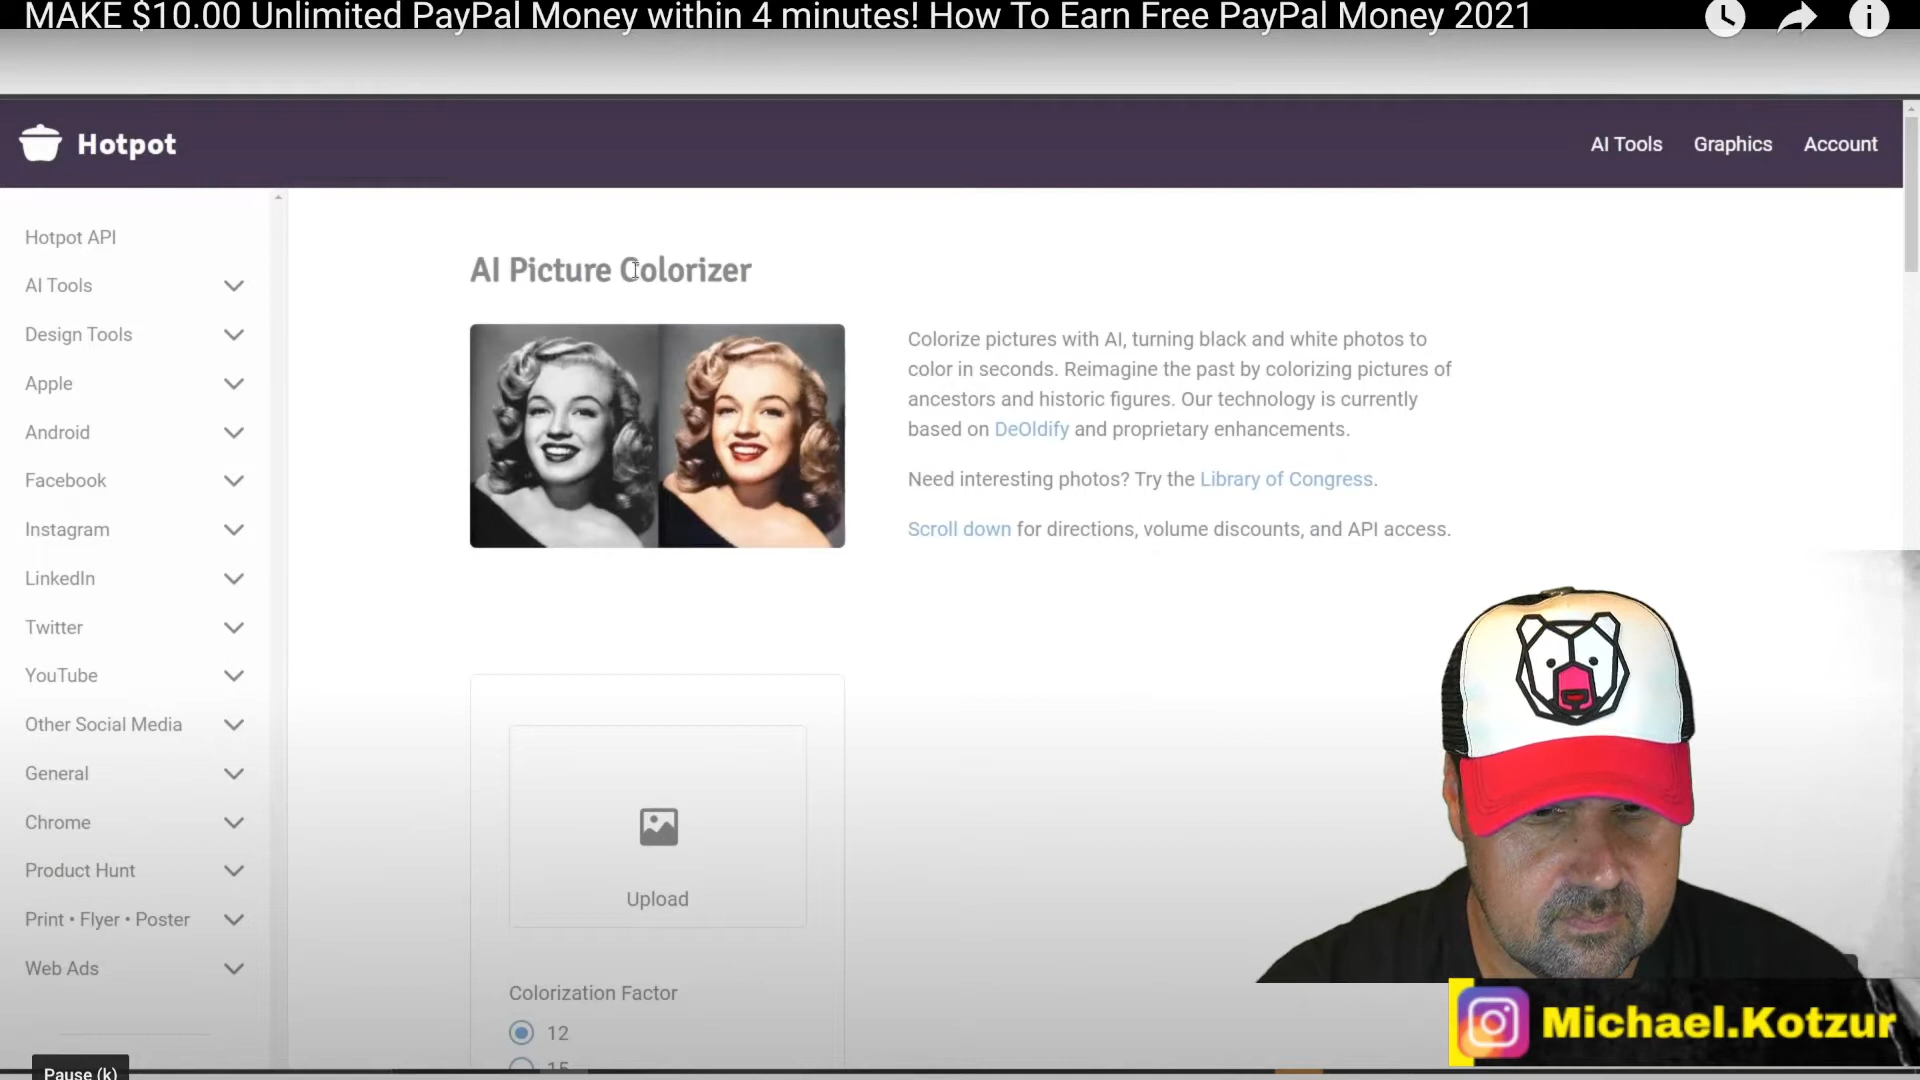 MAKE $10.00 Unlimited PayPal Money within 4 minutes! How To Earn Free PayPal Money 2021
Hotpot
AI Tools
Graphics
Account
Hotpot API
AI Tools
Design Tools
Apple
Android
Facebook
Instagram
LinkedIn
Twitter
YouTube
Other Social Media
General
Chrome
Product Hunt
Print • Flyer • Poster
Web Ads
AI Picture Colorizer
Colorize pictures with AI, turning black and white photos to
color in seconds. Reimagine the past by colorizing pictures of
ancestors and historic figures. Our technology is currently
based on DeOldify and proprietary enhancements.
Need interesting photos? Try the Library of Congress.
Scroll down for directions, volume discounts, and API access.
Upload
Colorization Factor
12
15
Michael.Kotzur
Pause (k)